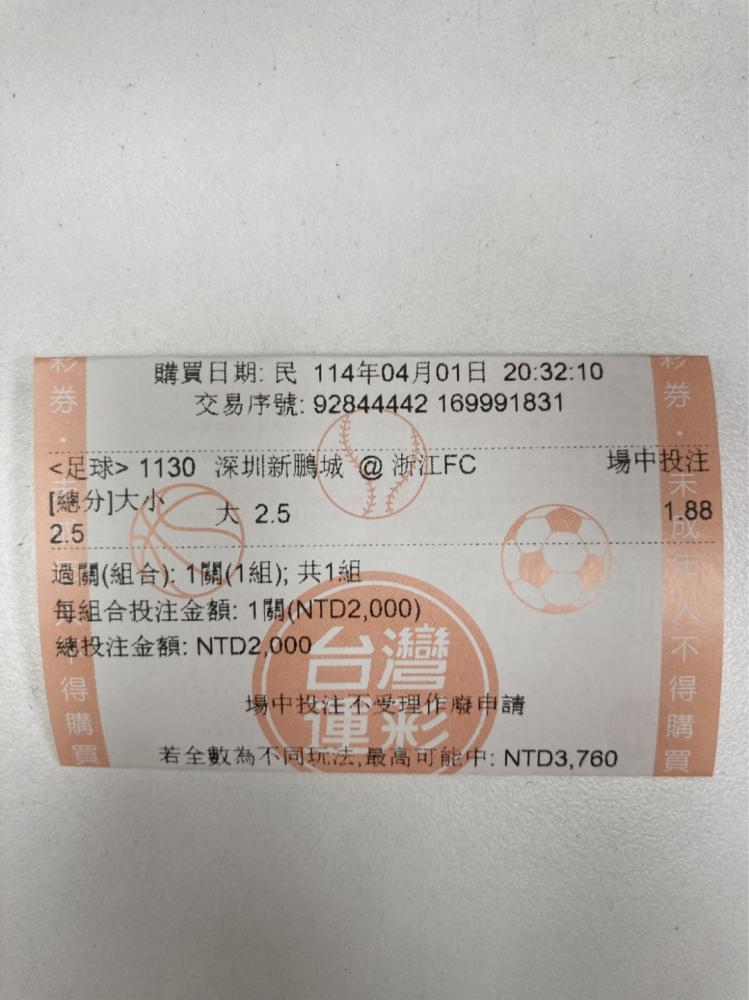 購買日期: 民 114年04月01日 20:32:10
交易序號: 92844442 169991831
<足球> 1130 深圳新鵬城 @ 浙江FC 場中投注
[總分]大小 大 2.5 1.88
2.5
過關(組合): 1關(1組); 共1組
每組合投注金額: 1關(NTD2,000)
總投注金額: NTD2,000
場中投注不受理作廢申請
若全數為不同玩法,最高可能中: NTD3,760
台灣
運彩
彩券・
得購買
彩券・未成年人不得購買